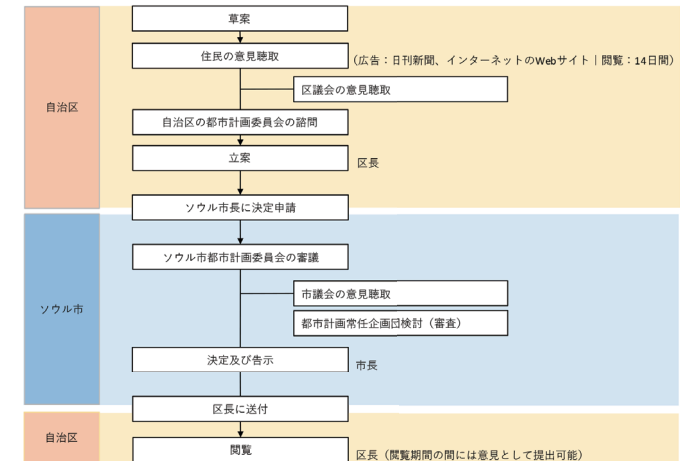 草案
住民の意見聴取
（広告：日刊新聞、インターネットのWebサイト｜閲覧：14日間）
区議会の意見聴取
自治区
自治区の都市計画委員会の諮問
立案
区長
ソウル市長に決定申請
ソウル市都市計画委員会の審議
市議会の意見聴取
ソウル市
都市計画常任企画団検討（審査）
決定及び告示
市長
区長に送付
自治区
閲覧
区長（閲覧期間の間には意見として提出可能）